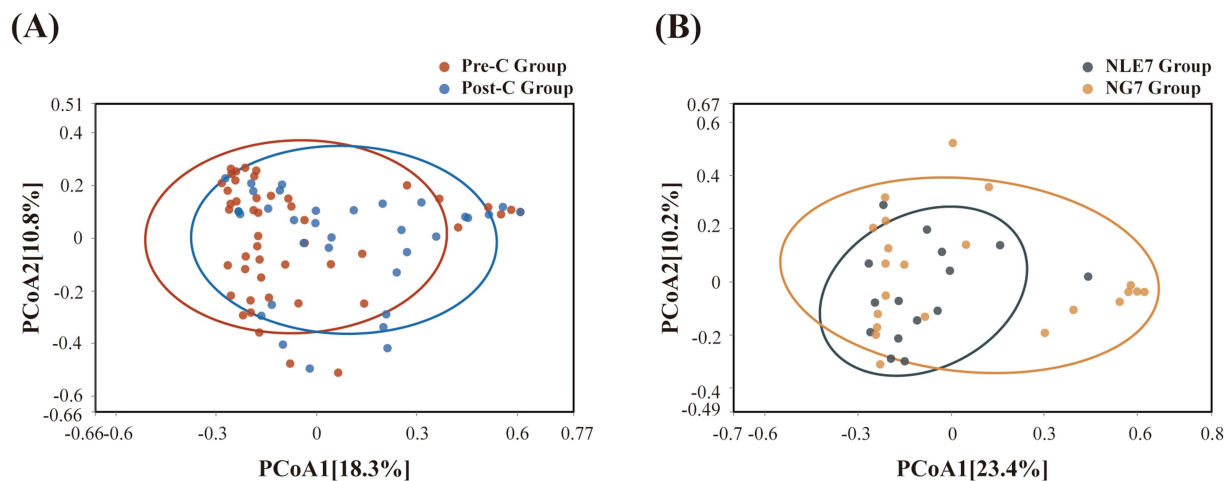 (A)
Pre-C Group
Post-C Group
0.51
0.4
0.2
0
-0.2
-0.4
-0.6
-0.66
PCoA2[10.8%]
-0.66 -0.6 -0.3 0 0.3 0.6 0.77
PCoA1[18.3%]
(B)
NLE7 Group
NG7 Group
0.67
0.6
0.4
0.2
0
-0.2
-0.4
-0.49
PCoA2[10.2%]
-0.7 -0.6 -0.3 0 0.3 0.6 0.8
PCoA1[23.4%]